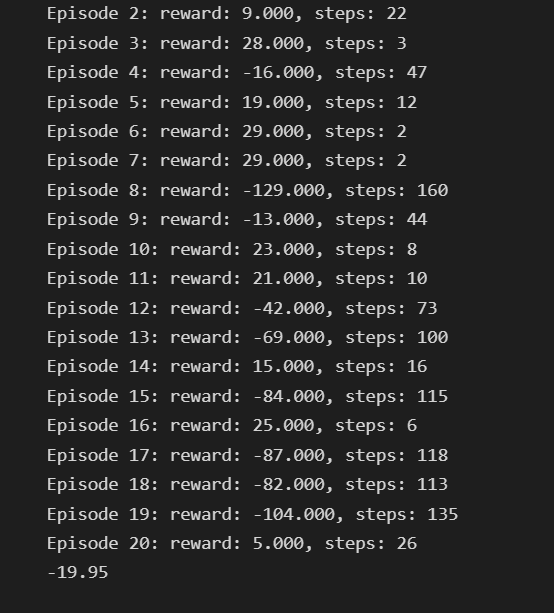 Episode 2: reward: 9.000, steps: 22
Episode 3: reward: 28.000, steps: 3
Episode 4: reward: -16.000, steps: 47
Episode 5: reward: 19.000, steps: 12
Episode 6: reward: 29.000, steps: 2
Episode 7: reward: 29.000, steps: 2
Episode 8: reward: -129.000, steps: 160
Episode 9: reward: -13.000, steps: 44
Episode 10: reward: 23.000, steps: 8
Episode 11: reward: 21.000, steps: 10
Episode 12: reward: -42.000, steps: 73
Episode 13: reward: -69.000, steps: 100
Episode 14: reward: 15.000, steps: 16
Episode 15: reward: -84.000, steps: 115
Episode 16: reward: 25.000, steps: 6
Episode 17: reward: -87.000, steps: 118
Episode 18: reward: -82.000, steps: 113
Episode 19: reward: -104.000, steps: 135
Episode 20: reward: 5.000, steps: 26
-19.95